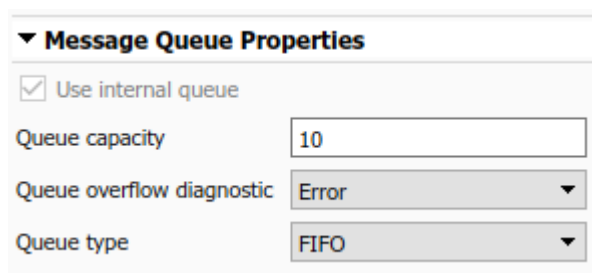 Message Queue Properties
Use internal queue
Queue capacity 10
Queue overflow diagnostic Error
Queue type FIFO